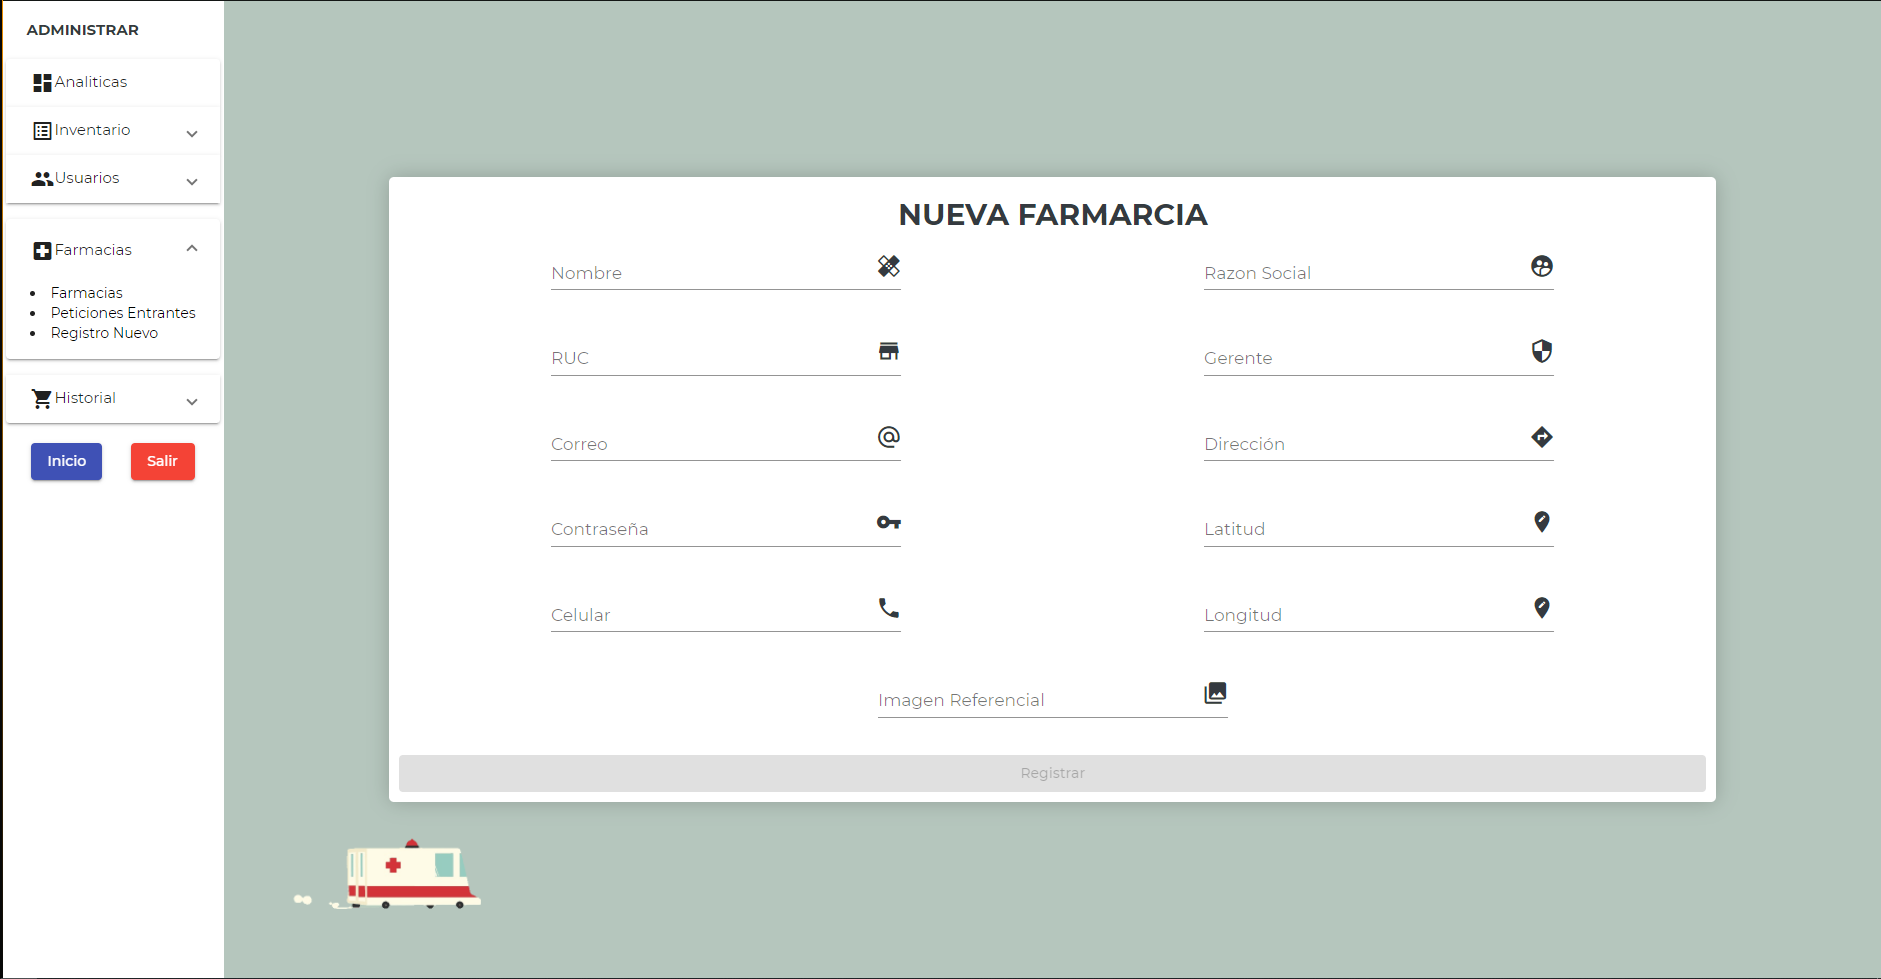 ADMINISTRAR
Analiticas
Inventario
Usuarios
Farmacias
Farmacias
Peticiones Entrantes
Registro Nuevo
Historial
Inicio Salir
NUEVA FARMARCIA
Nombre Razon Social
RUC Gerente
Correo Dirección
Contraseña Latitud
Celular Longitud
Imagen Referencial
Registrar